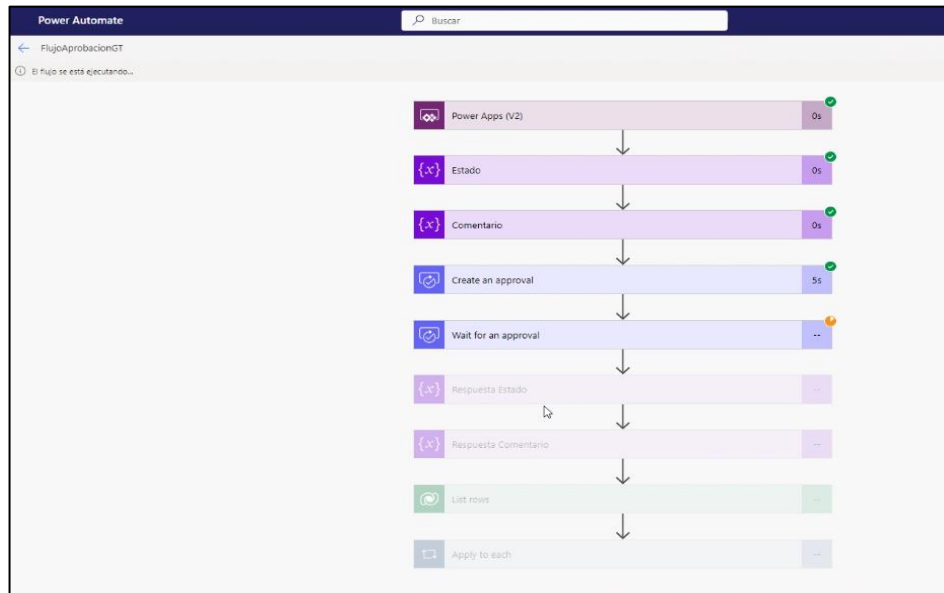 Power Automate
Buscar
FlujoAprobacionGT
El flujo se está ejecutando...
Power Apps (V2)
0s
{x} Estado
0s
{x} Comentario
0s
Create an approval
5s
Wait for an approval
--
{x} Respuesta Estado
--
{x} Respuesta Comentario
--
List rows
--
Apply to each
--